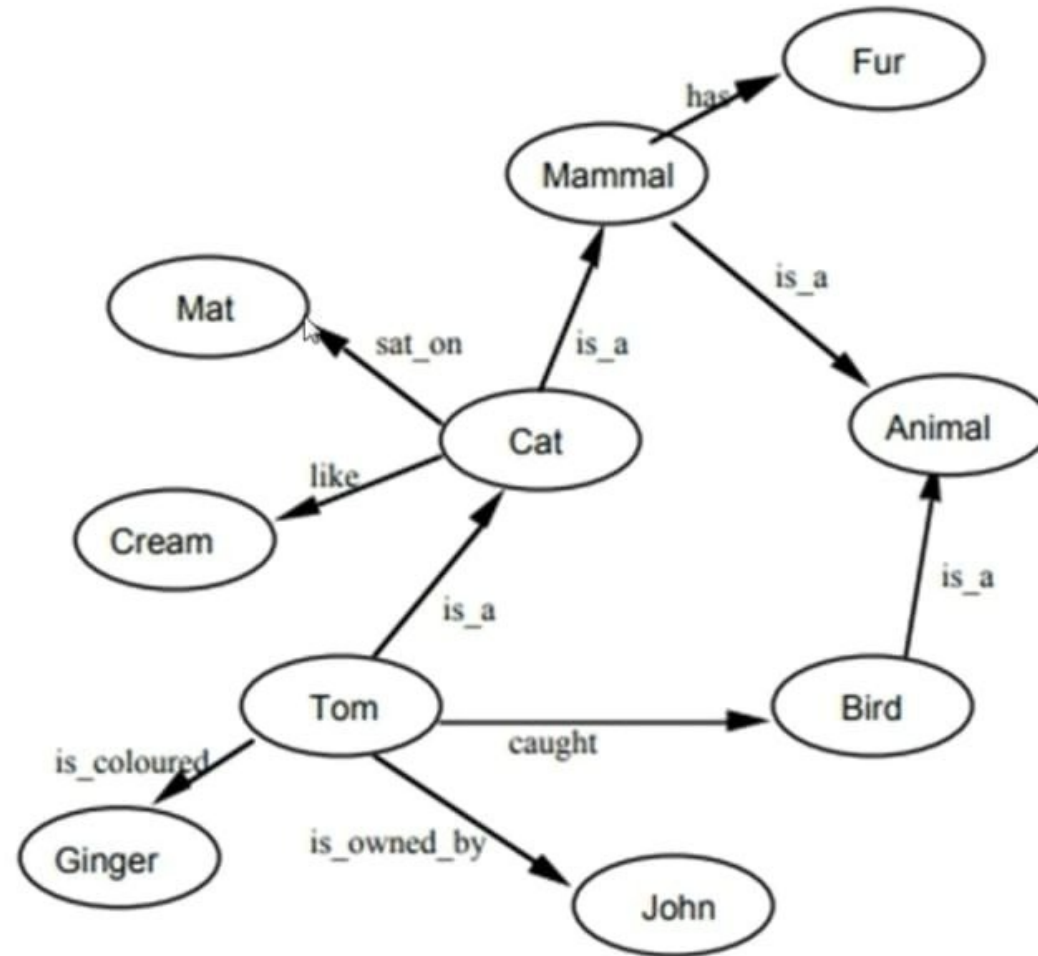 Fur
has
Mammal
is_a
Mat
sat_on
is_a
Cat
Animal
like
Cream
is_a
is_a
Tom
Bird
caught
is_coloured
is_owned_by
Ginger
John